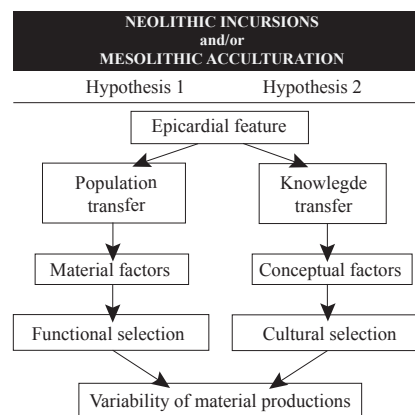 NEOLITHIC INCURSIONS
and/or
MESOLITHIC ACCULTURATION
Hypothesis 1 Hypothesis 2
Epicardial feature
Population Knowlegde
transfer transfer
Material factors Conceptual factors
Functional selection Cultural selection
Variability of material productions